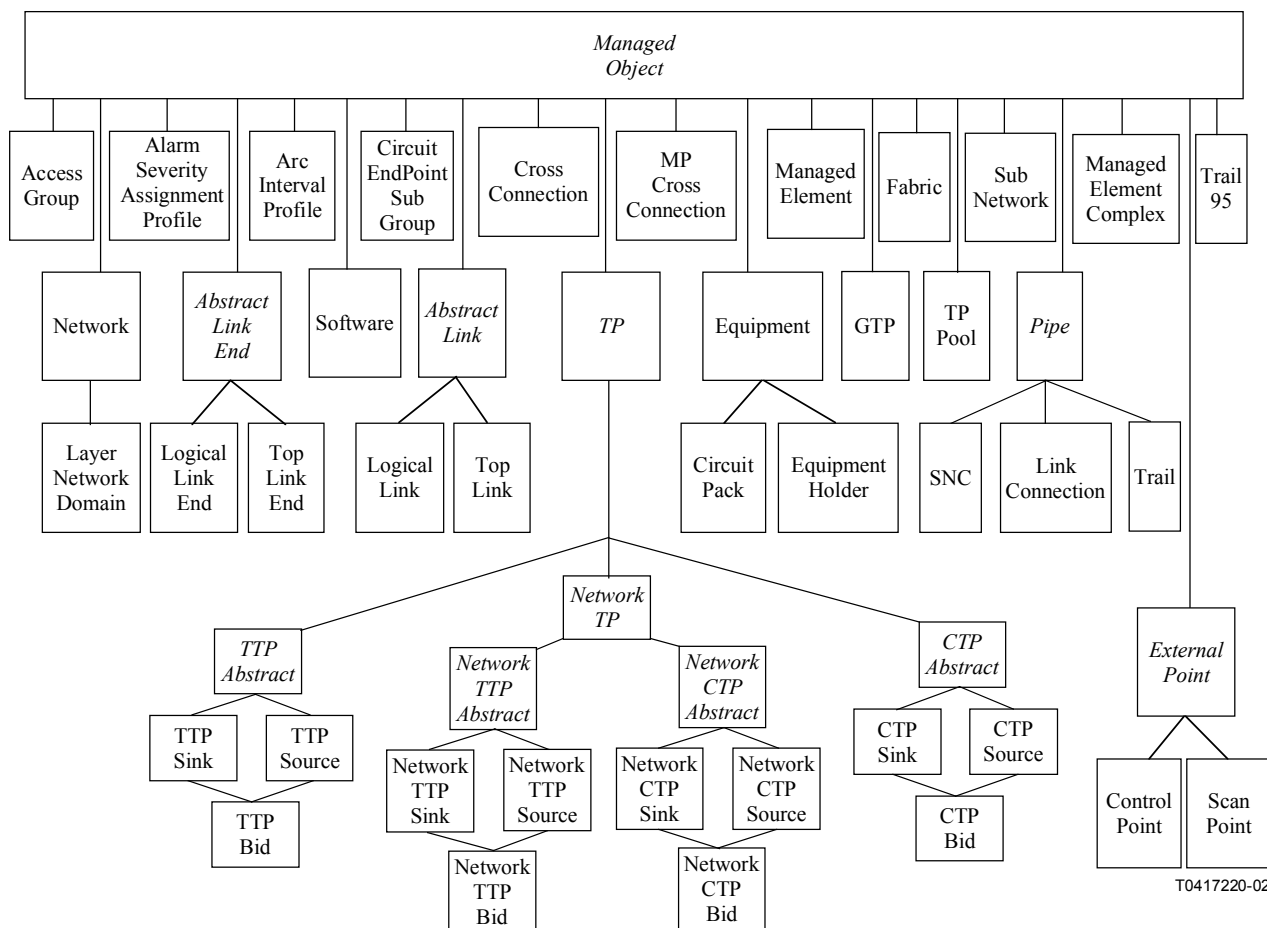 Managed
Object
Access
Group
Alarm
Severity
Assignment
Profile
Arc
Interval
Profile
Circuit
EndPoint
Sub
Group
Cross
Connection
MP
Cross
Connection
Managed
Element
Fabric
Sub
Network
Managed
Element
Complex
Trail
95
Network
Abstract
Link
End
Software
Abstract
Link
TP
Equipment
GTP
TP
Pool
Pipe
Layer
Network
Domain
Logical
Link
End
Top
Link
End
Logical
Link
Top
Link
Circuit
Pack
Equipment
Holder
SNC
Link
Connection
Trail
Network
TP
TTP
Abstract
Network
TTP
Abstract
Network
CTP
Abstract
CTP
Abstract
External
Point
TTP
Sink
TTP
Source
Network
TTP
Sink
Network
TTP
Source
Network
CTP
Sink
Network
CTP
Source
CTP
Sink
CTP
Source
TTP
Bid
Network
TTP
Bid
Network
CTP
Bid
CTP
Bid
Control
Point
Scan
Point
T0417220-02